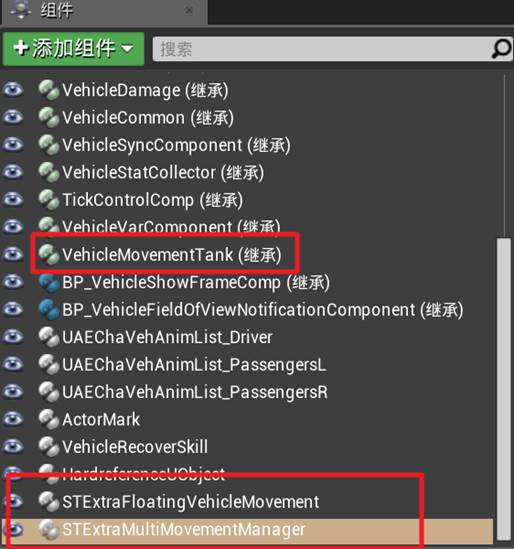 组件
+添加组件
搜索
VehicleDamage (继承)
VehicleCommon (继承)
VehicleSyncComponent (继承)
VehicleStatCollector (继承)
TickControlComp (继承)
VehicleVarComponent (继承)
VehicleMovementTank (继承)
BP_VehicleShowFrameComp (继承)
BP_VehicleFieldOfViewNotificationComponent (继承)
UAEChaVehAnimList_Driver
UAEChaVehAnimList_PassengersL
UAEChaVehAnimList_PassengersR
ActorMark
VehicleRecoverSkill
HardreferenceUObject
STExtraFloatingVehicleMovement
STExtraMultiMovementManager